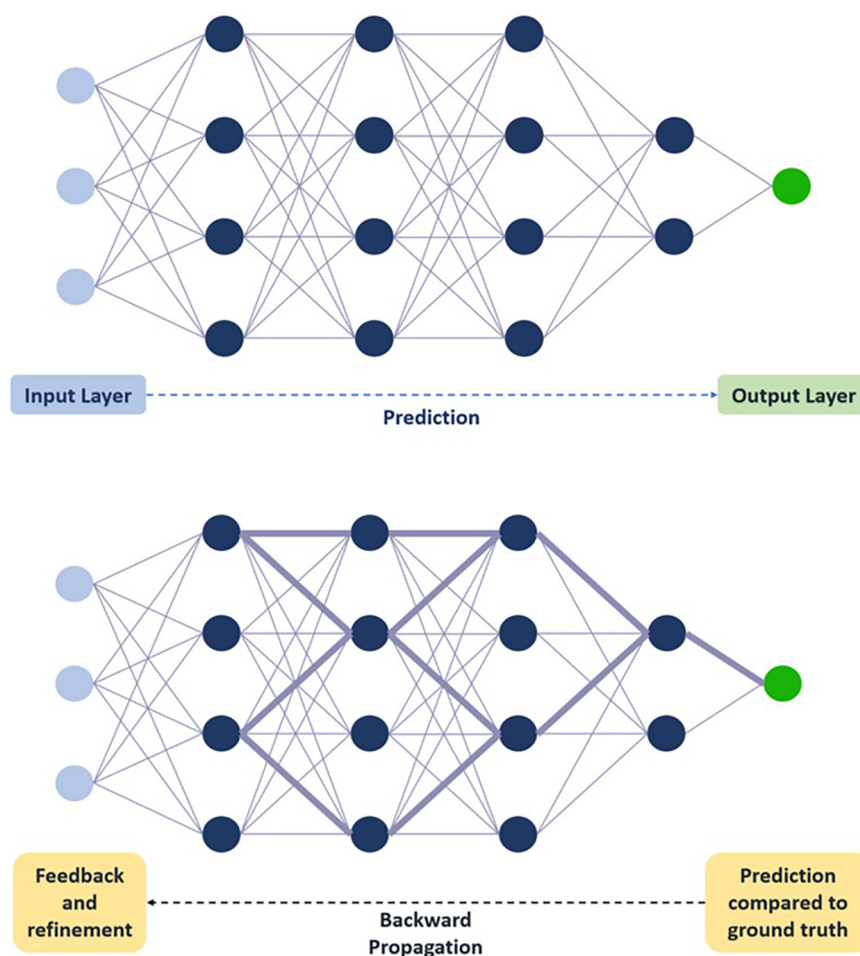 Input Layer
Prediction
Output Layer
Feedback
and
refinement
Backward
Propagation
Prediction
compared to
ground truth